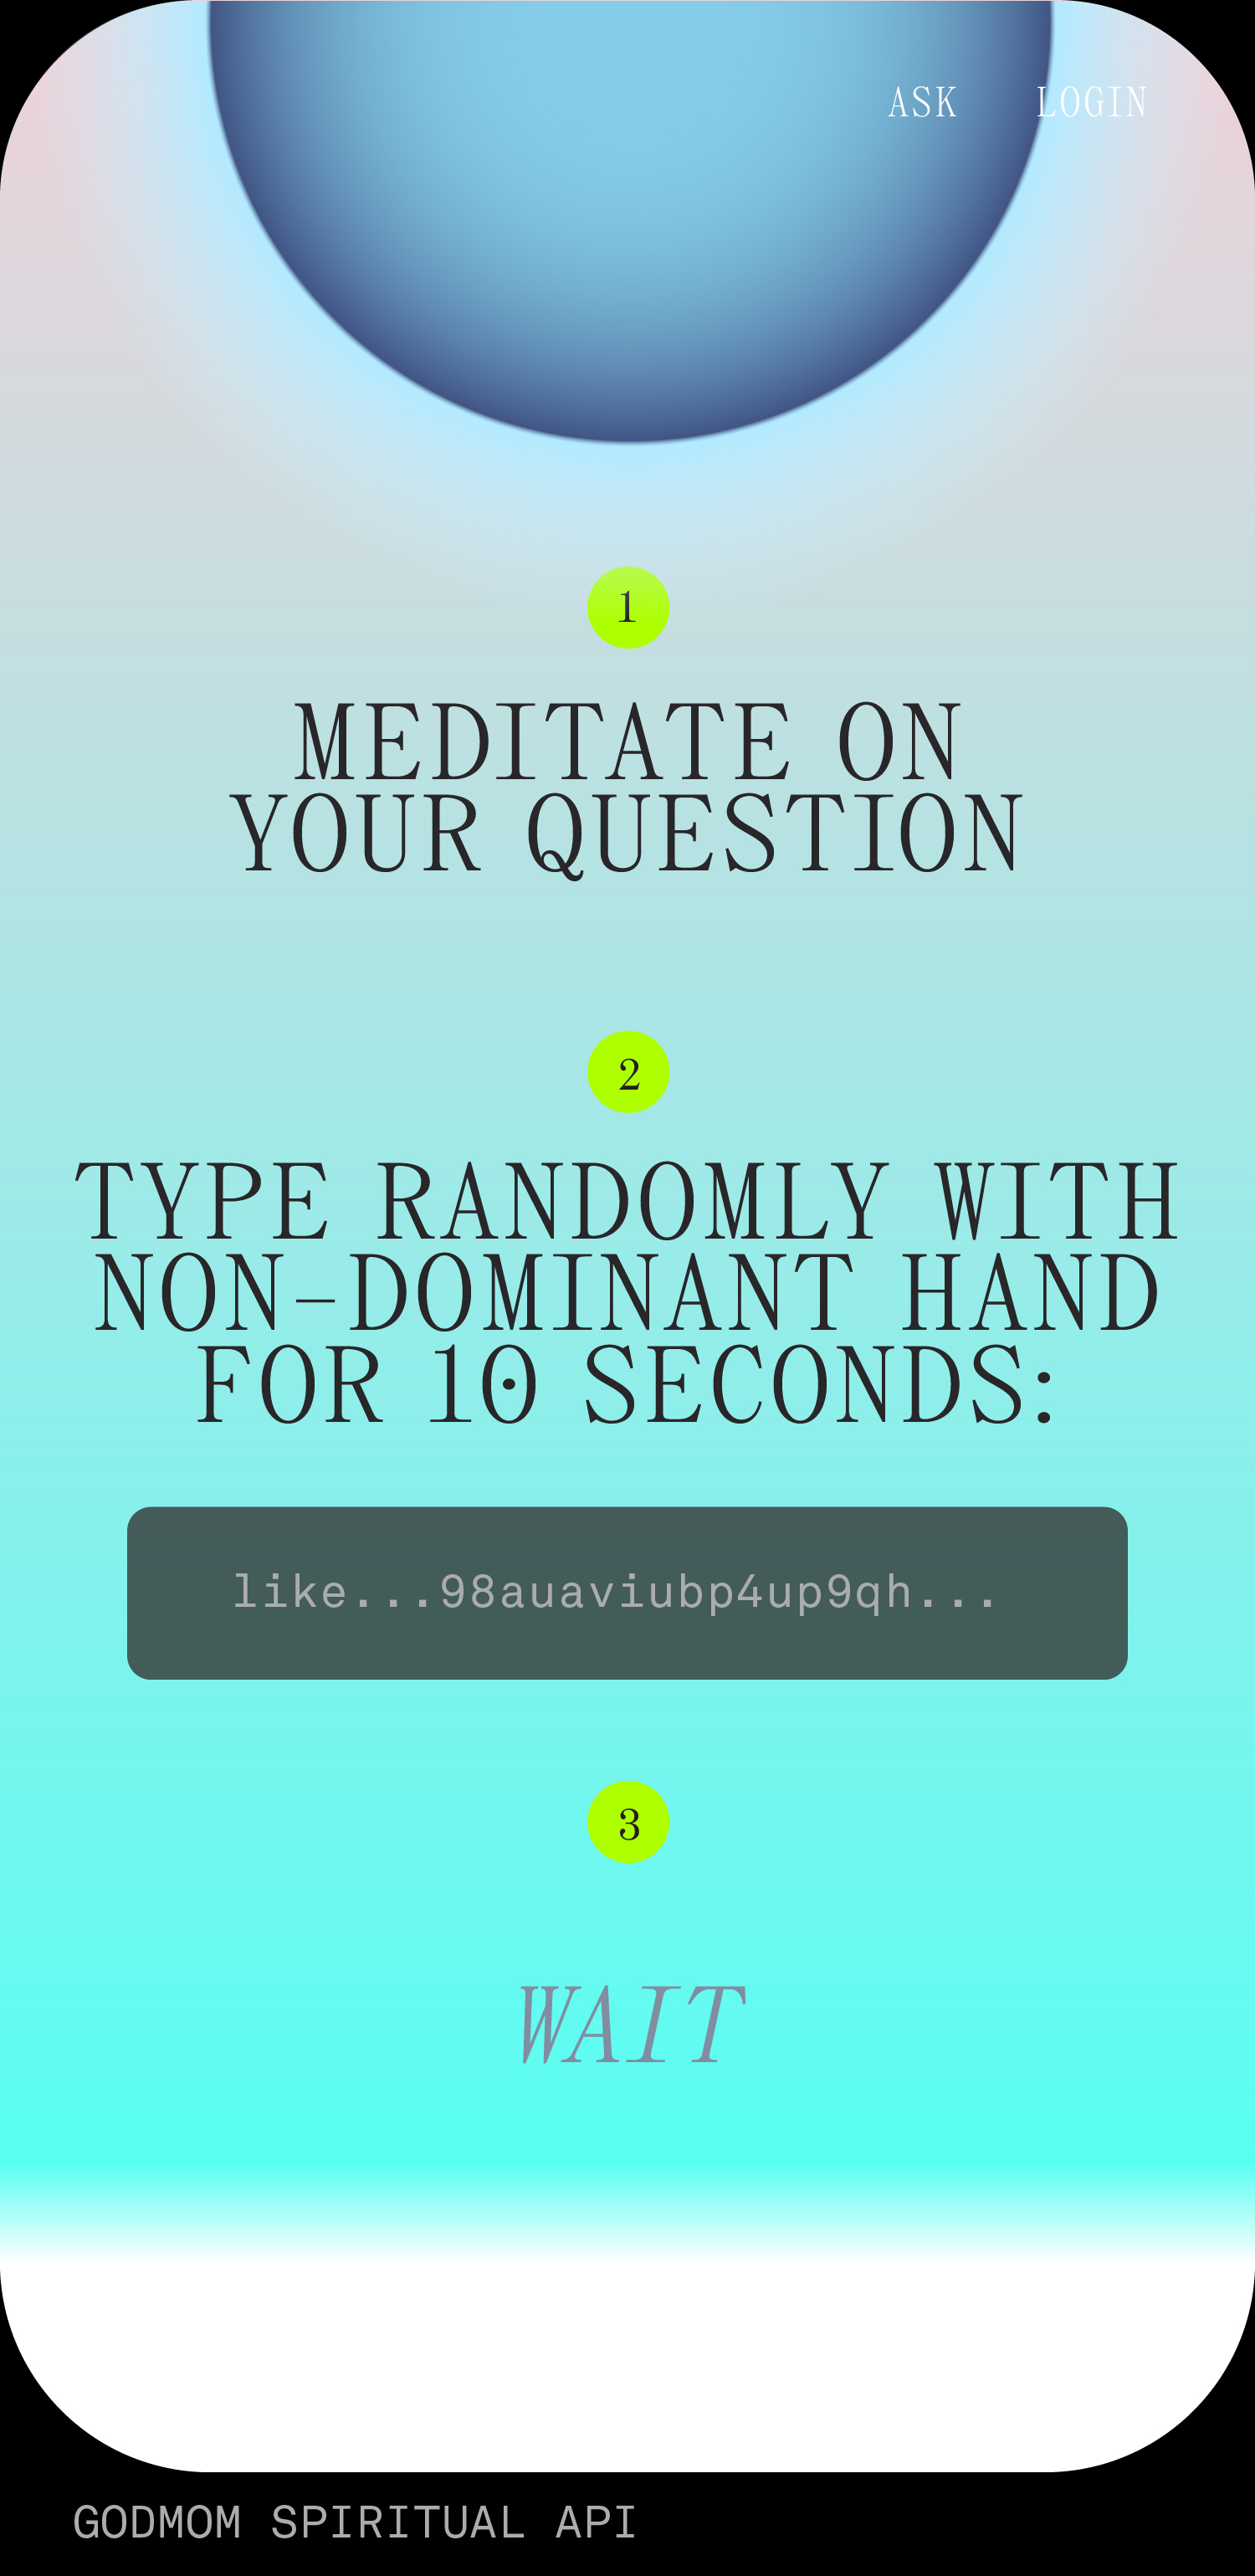 ASK LOGIN
1
MEDITATE ON
YOUR QUESTION
2
TYPE RANDOMLY WITH
NON-DOMINANT HAND
FOR 10 SECONDS:
like...98auaviubp4up9qh...
3
WAIT
GODMOM SPIRITUAL API